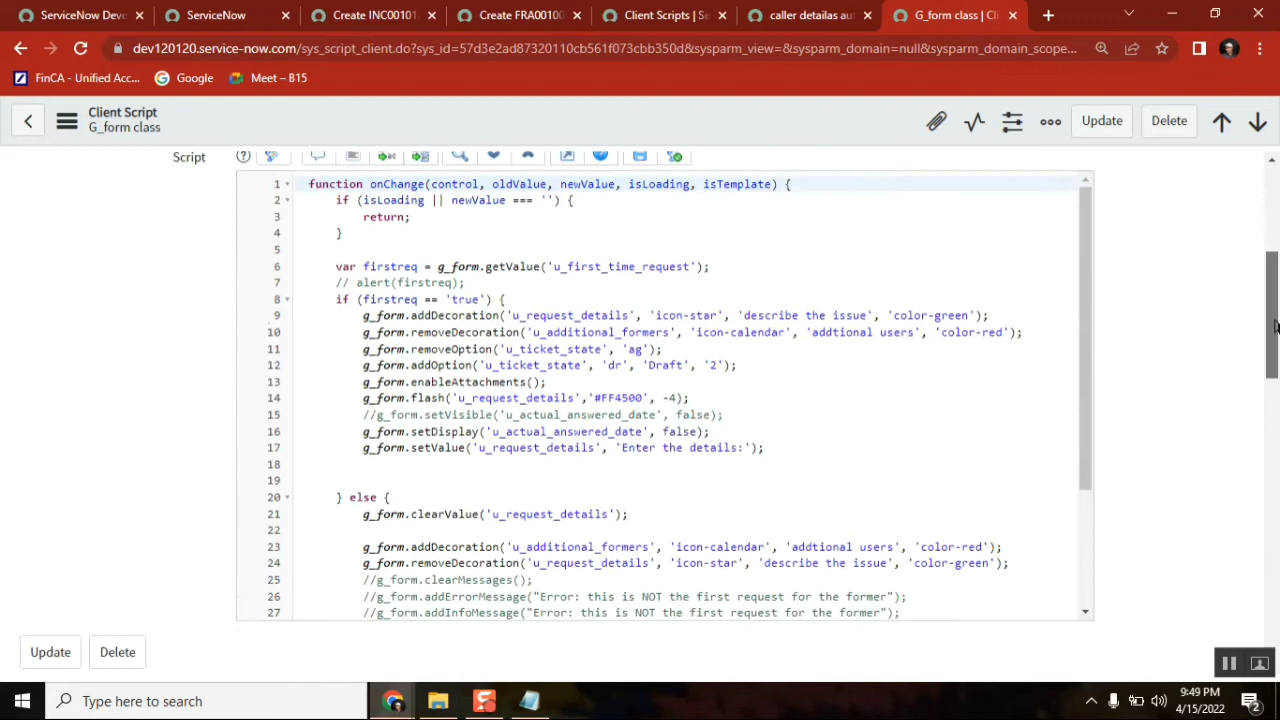 ServiceNow Deve
ServiceNow
Create INC00101
Create FRA00100
Client Scripts | Se
caller detailas au
G_form class | Cli
dev120120.service-now.com/sys_script_client.do?sys_id=57d3e2ad87320110cb561f073cbb350d&sysparm_view=&sysparm_domain=null&sysparm_domain_scope...
FinCA - Unified Acc...
Google
Meet – B15
Client Script
G_form class
Update
Delete
Script
1 function onChange(control, oldValue, newValue, isLoading, isTemplate) {
2 if (isLoading || newValue === '') {
3 return;
4 }
5
6 var firstreq = g_form.getValue('u_first_time_request');
7 // alert(firstreq);
8 if (firstreq == 'true') {
9 g_form.addDecoration('u_request_details', 'icon-star', 'describe the issue', 'color-green');
10 g_form.removeDecoration('u_additional_formers', 'icon-calendar', 'addtional users', 'color-red');
11 g_form.removeOption('u_ticket_state', 'ag');
12 g_form.addOption('u_ticket_state', 'dr', 'Draft', '2');
13 g_form.enableAttachments();
14 g_form.flash('u_request_details','#FF4500', -4);
15 //g_form.setVisible('u_actual_answered_date', false);
16 g_form.setDisplay('u_actual_answered_date', false);
17 g_form.setValue('u_request_details', 'Enter the details:');
18
19
20 } else {
21 g_form.clearValue('u_request_details');
22
23 g_form.addDecoration('u_additional_formers', 'icon-calendar', 'addtional users', 'color-red');
24 g_form.removeDecoration('u_request_details', 'icon-star', 'describe the issue', 'color-green');
25 //g_form.clearMessages();
26 //g_form.addErrorMessage("Error: this is NOT the first request for the former");
27 //g_form.addInfoMessage("Error: this is NOT the first request for the former");
Update
Delete
Type here to search
9:49 PM
4/15/2022
2